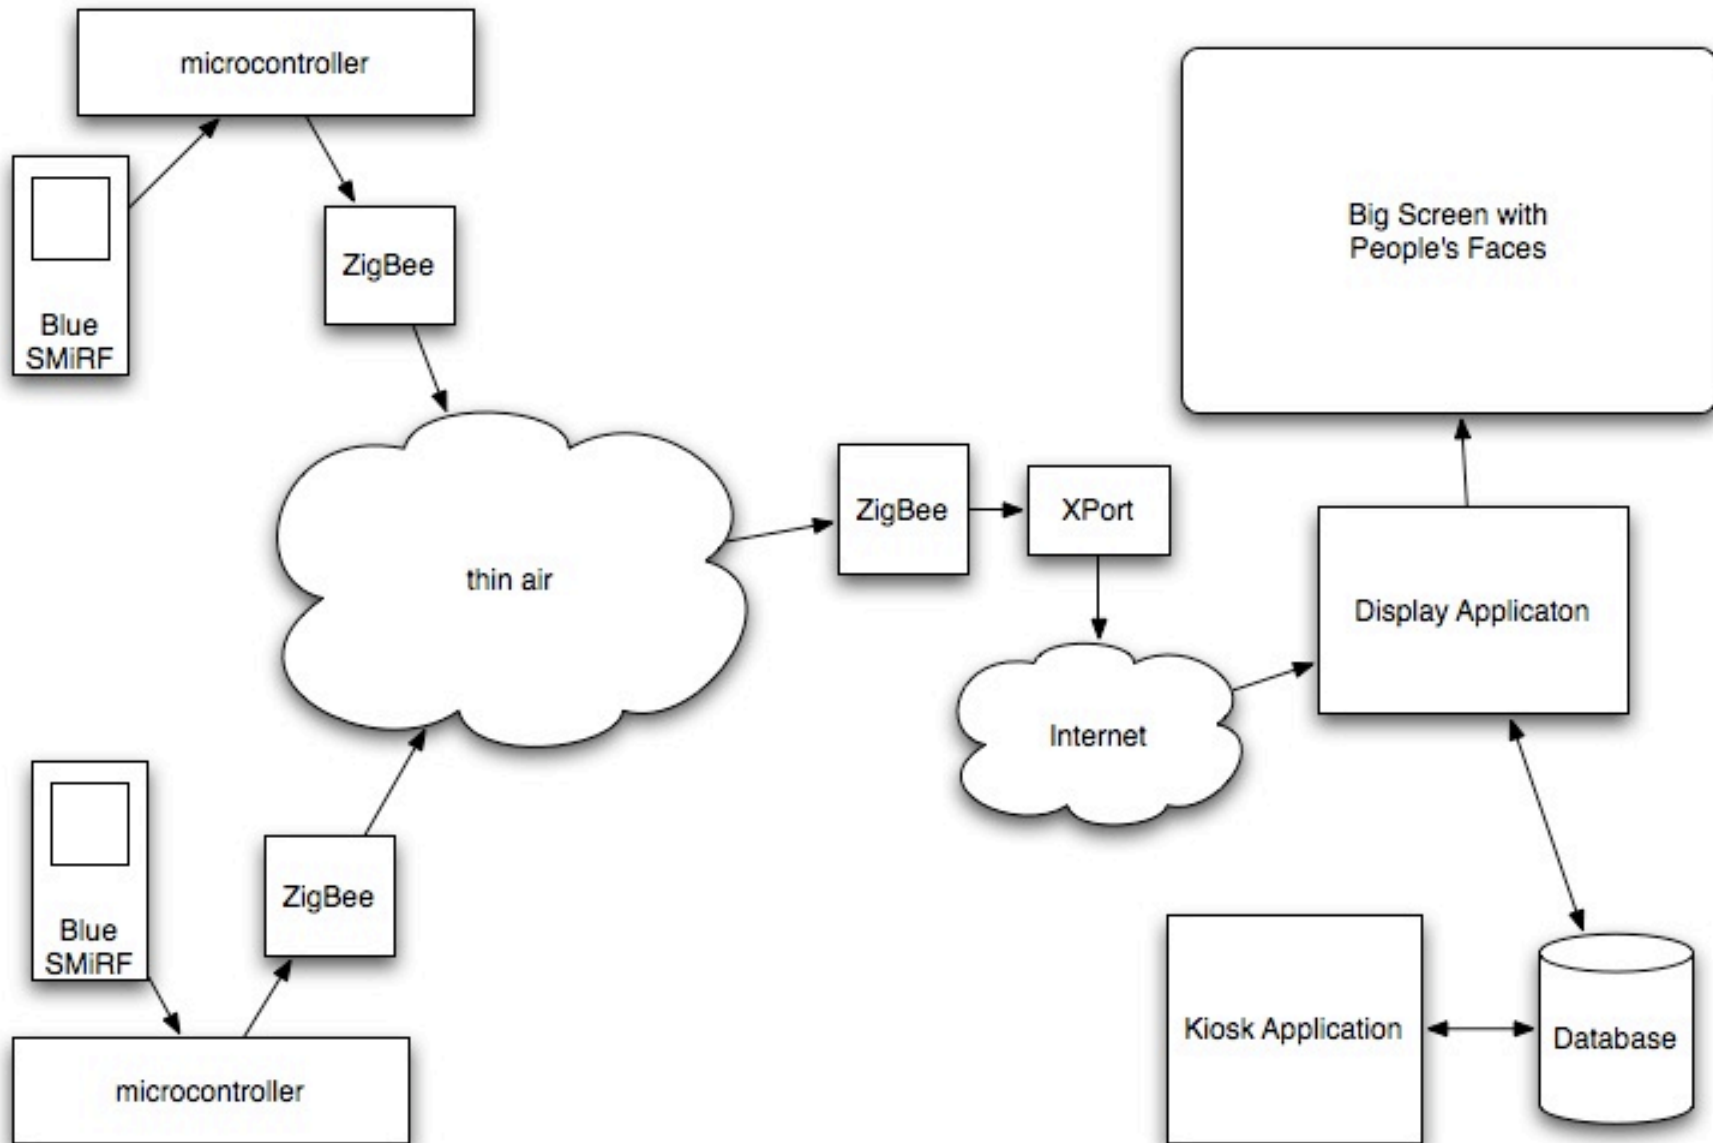 microcontroller
Blue
SMiRF
ZigBee
Big Screen with
People's Faces
thin air
ZigBee
XPort
Display Applicaton
Internet
Blue
SMiRF
ZigBee
microcontroller
Kiosk Application
Database